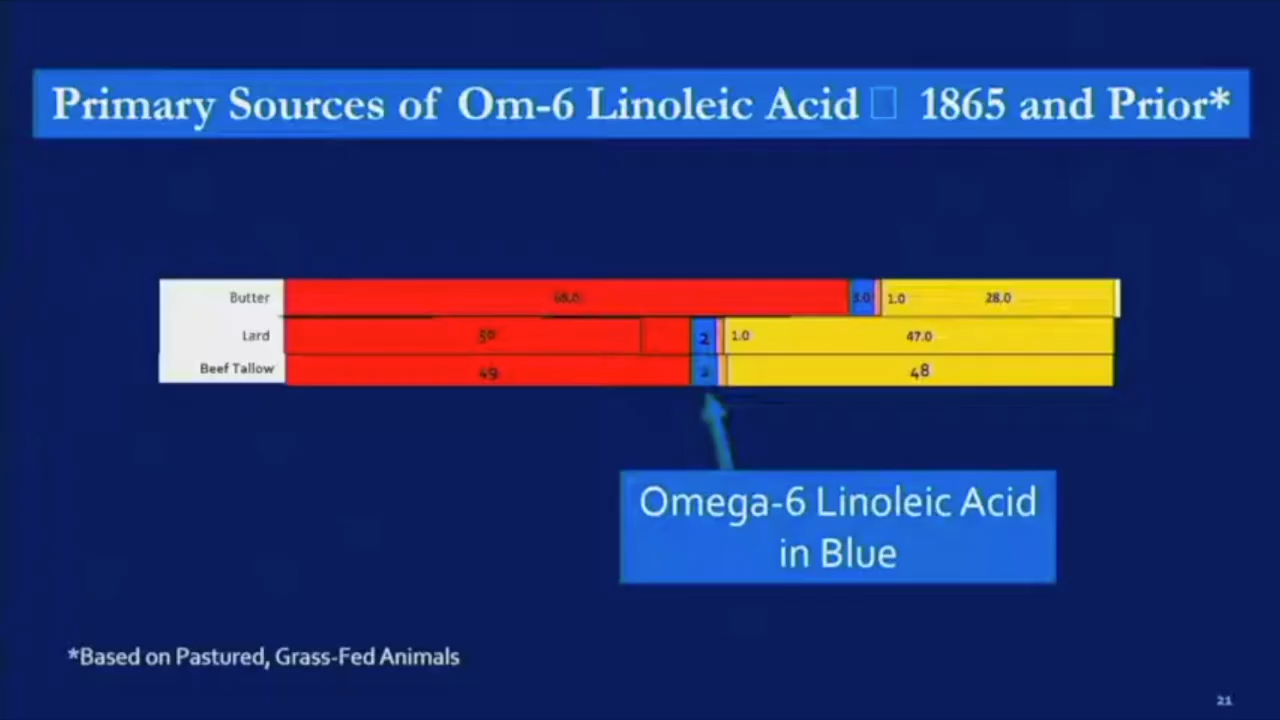 Primary Sources of Om-6 Linoleic Acid 1865 and Prior*
Butter 68.0 3.0 1.0 28.0
Lard 50 2 1.0 47.0
Beef Tallow 49 2 48
Omega-6 Linoleic Acid
in Blue
*Based on Pastured, Grass-Fed Animals
21